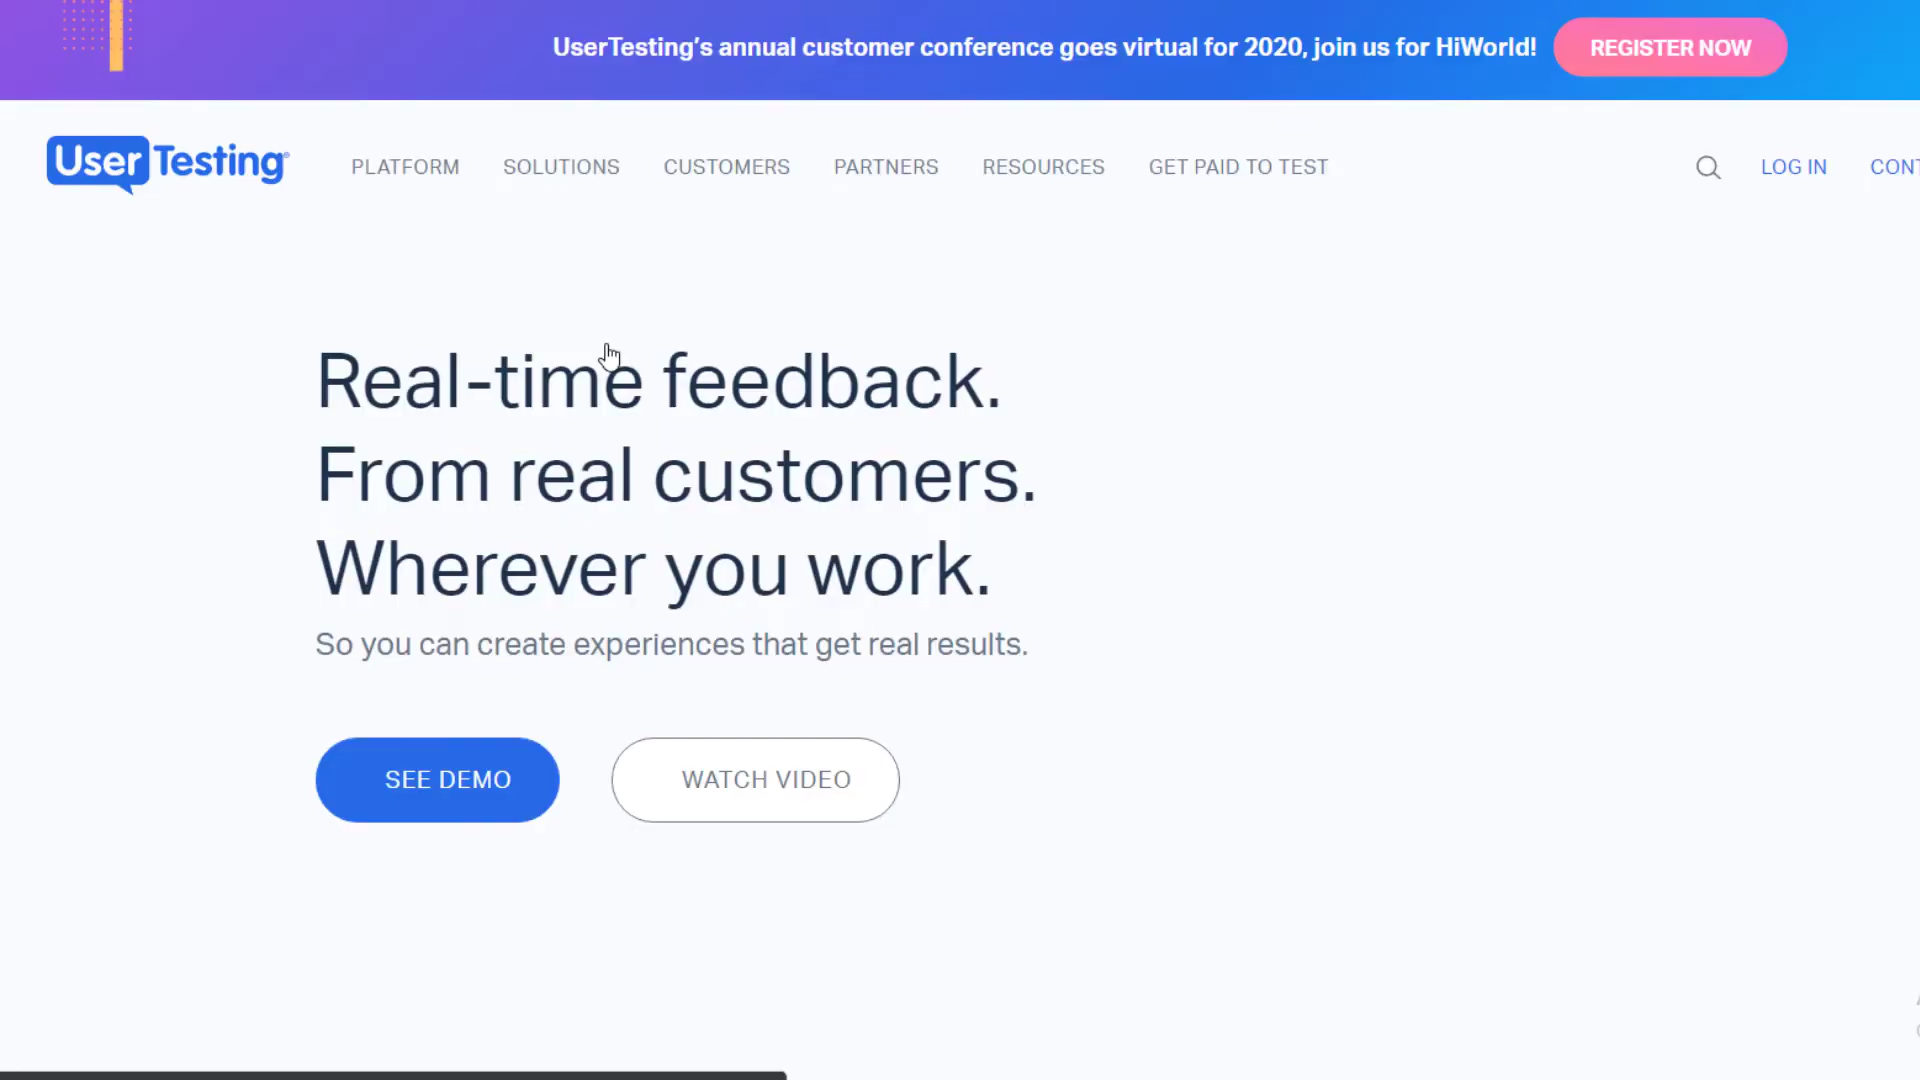 UserTesting’s annual customer conference goes virtual for 2020, join us for HiWorld! REGISTER NOW
UserTesting® PLATFORM SOLUTIONS CUSTOMERS PARTNERS RESOURCES GET PAID TO TEST LOG IN CONT
Real-time feedback.
From real customers.
Wherever you work.
So you can create experiences that get real results.
SEE DEMO WATCH VIDEO